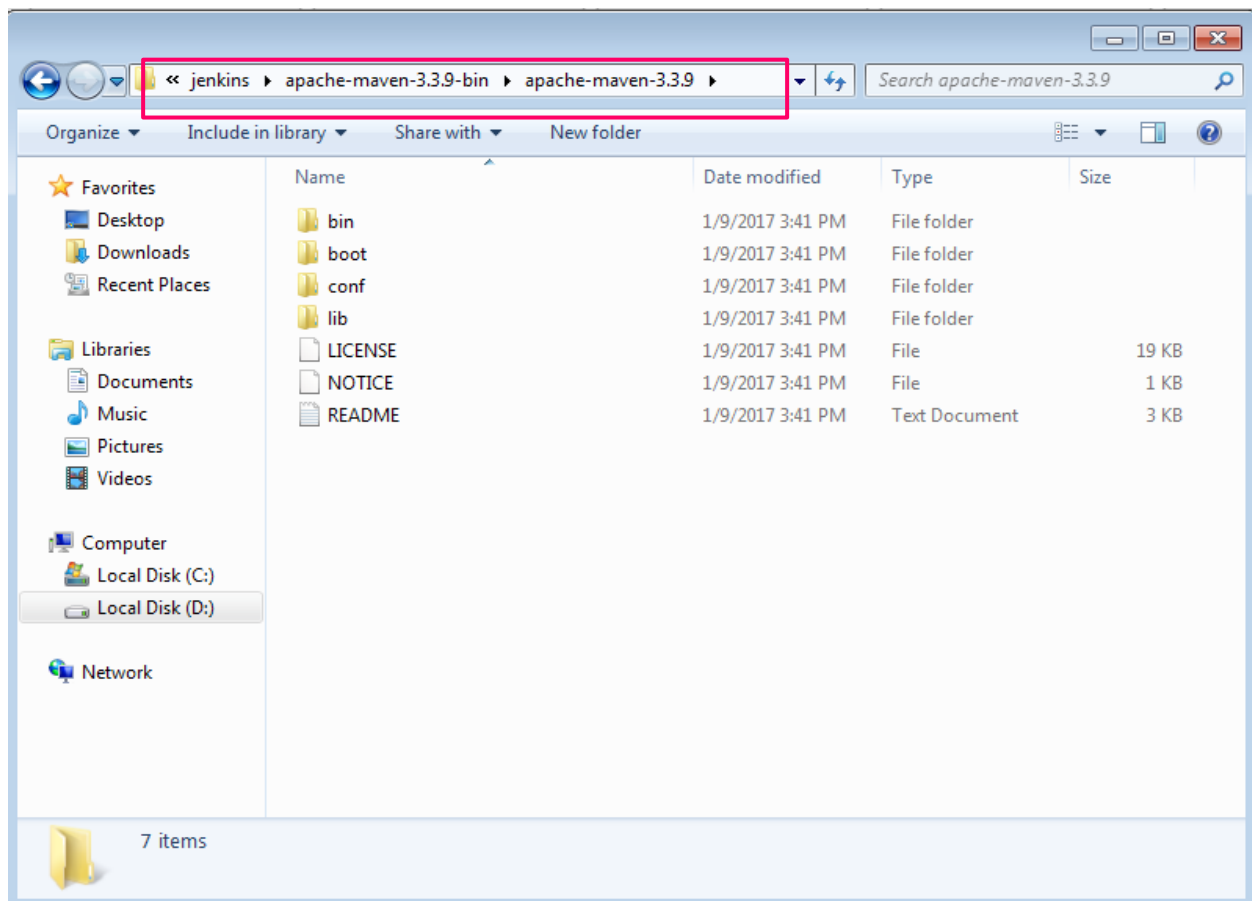 « jenkins ▸ apache-maven-3.3.9-bin ▸ apache-maven-3.3.9 ▸ Search apache-maven-3.3.9
Organize Include in library Share with New folder
Name Date modified Type Size
Favorites
Desktop
Downloads
Recent Places
Libraries
Documents
Music
Pictures
Videos
Computer
Local Disk (C:)
Local Disk (D:)
Network
bin 1/9/2017 3:41 PM File folder
boot 1/9/2017 3:41 PM File folder
conf 1/9/2017 3:41 PM File folder
lib 1/9/2017 3:41 PM File folder
LICENSE 1/9/2017 3:41 PM File 19 KB
NOTICE 1/9/2017 3:41 PM File 1 KB
README 1/9/2017 3:41 PM Text Document 3 KB
7 items